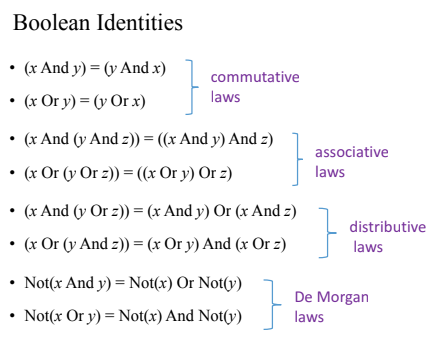 Boolean Identities
• (x And y) = (y And x)
• (x Or y) = (y Or x)
commutative
laws
• (x And (y And z)) = ((x And y) And z)
• (x Or (y Or z)) = ((x Or y) Or z)
associative
laws
• (x And (y Or z)) = (x And y) Or (x And z)
• (x Or (y And z)) = (x Or y) And (x Or z)
distributive
laws
• Not(x And y) = Not(x) Or Not(y)
• Not(x Or y) = Not(x) And Not(y)
De Morgan
laws